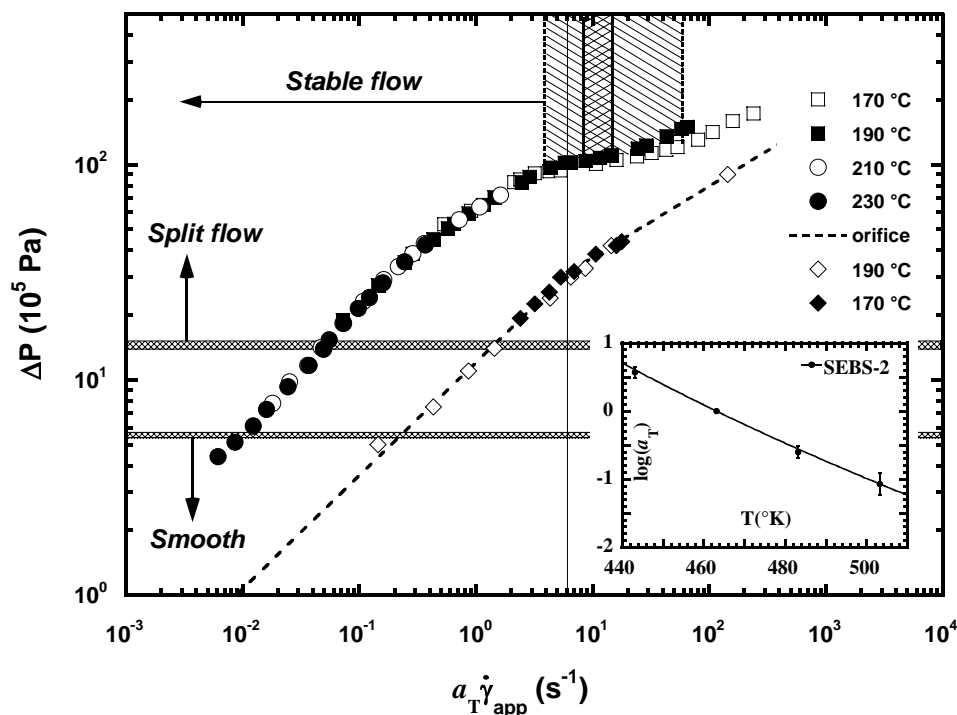 Stable flow
Split flow
Smooth
170 °C
190 °C
210 °C
230 °C
orifice
190 °C
170 °C
ΔP (10⁵ Pa)
10²
10¹
10⁰
10⁻³ 10⁻² 10⁻¹ 10⁰ 10¹ 10² 10³ 10⁴
a_T γ̇_app (s⁻¹)
SEBS-2
log(a_T)
1
0
-1
-2
T(°K)
440 460 480 500